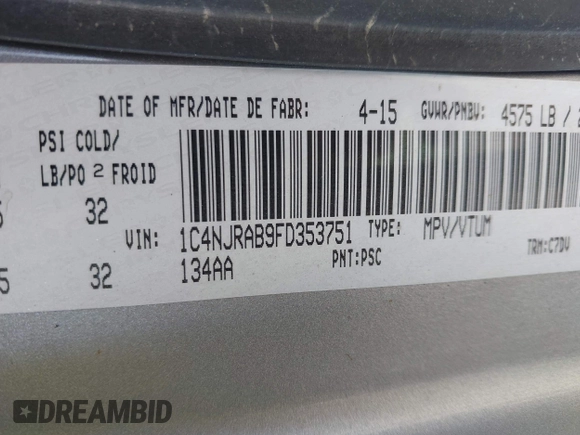 DATE OF MFR/DATE DE FABR: 4-15 GVWR/PNBV: 4575 LB /
PSI COLD/
LB/PO 2 FROID
32
VIN: 1C4NJRAB9FD353751 TYPE: MPV/VTUM
32 134AA PNT:PSC TRM:C7DV
DREAMBID